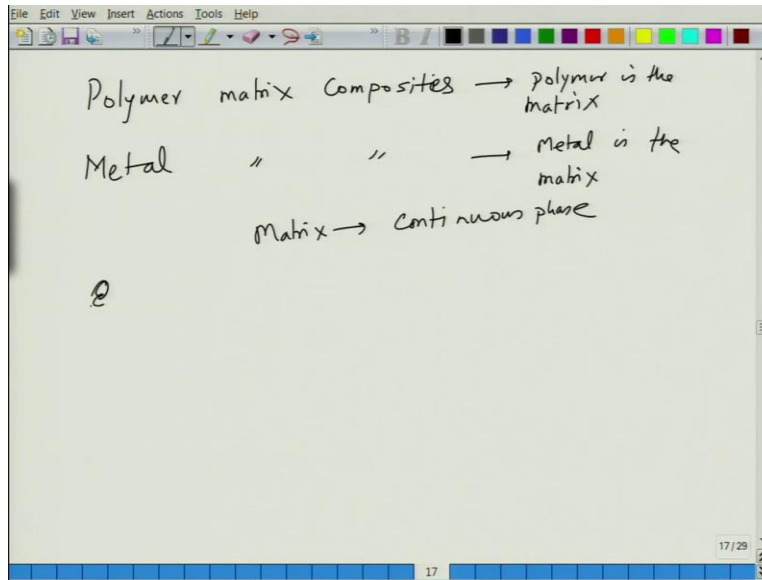 File Edit View Insert Actions Tools Help
B I
Polymer matrix Composites → polymer is the
matrix
Metal " " → Metal is the
matrix
Matrix → Continuous phase
e
17/29
17